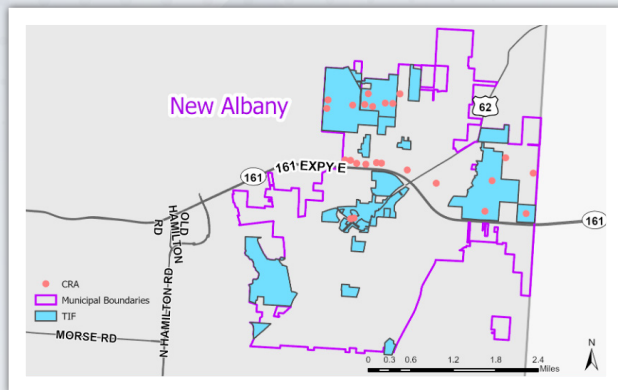 New Albany
62
161 EXPY E
161
161
OLD
HAMILTON
RD
N HAMILTON RD
MORSE RD
CRA
Municipal Boundaries
TIF
N
0 0.3 0.6 1.2 1.8 2.4
Miles